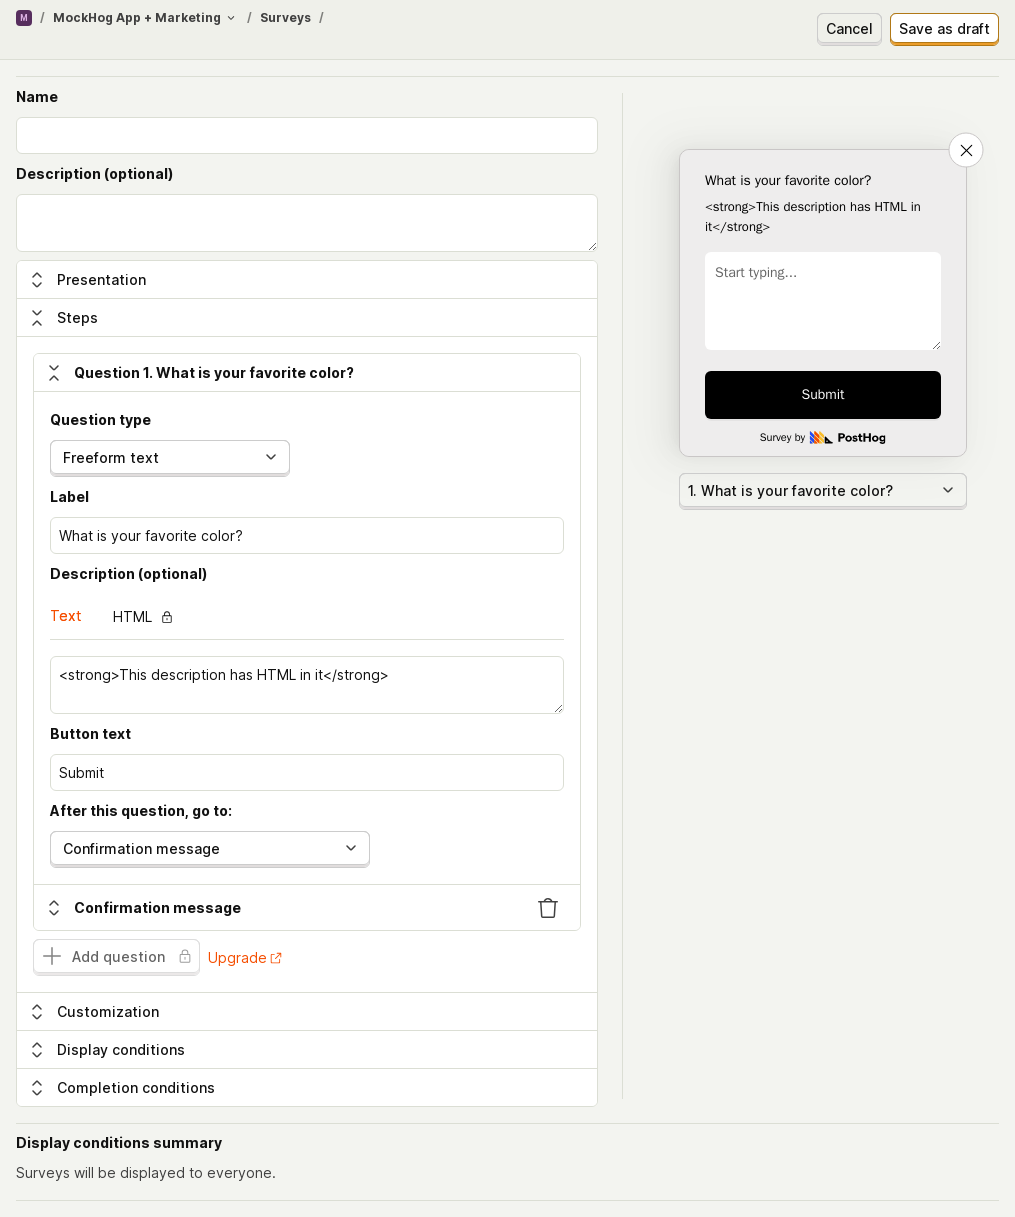 M / MockHog App + Marketing / Surveys /
Cancel
Save as draft
Name
Description (optional)
Presentation
Steps
Question 1. What is your favorite color?
Question type
Freeform text
Label
What is your favorite color?
Description (optional)
Text
HTML
<strong>This description has HTML in it</strong>
Button text
Submit
After this question, go to:
Confirmation message
Confirmation message
Add question
Upgrade
Customization
Display conditions
Completion conditions
What is your favorite color?
<strong>This description has HTML in
it</strong>
Start typing...
Submit
Survey by PostHog
1. What is your favorite color?
Display conditions summary
Surveys will be displayed to everyone.